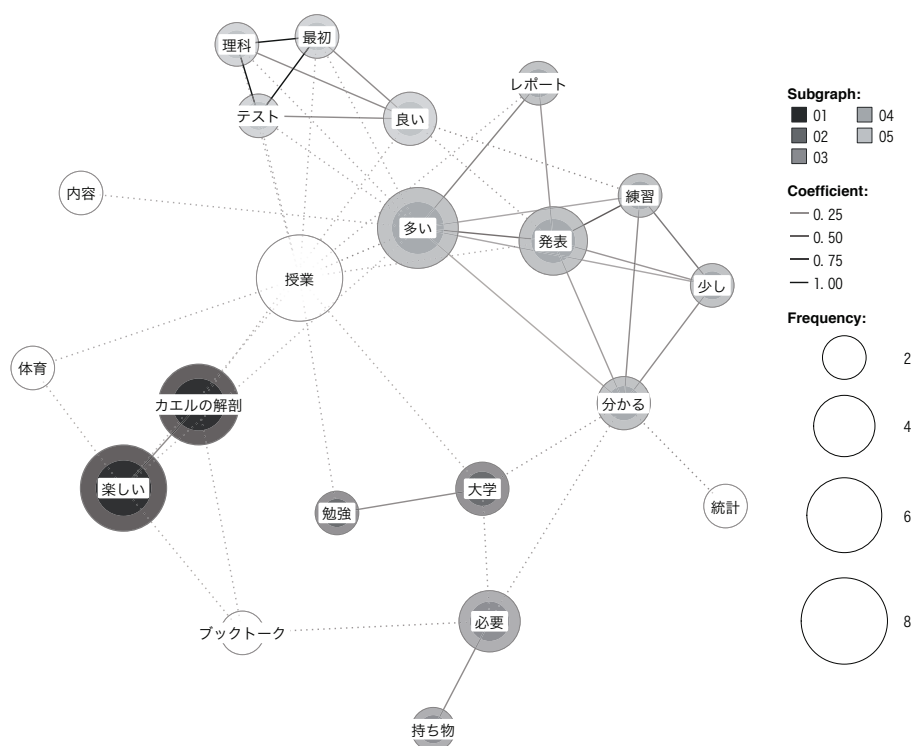 理科
最初
テスト
良い
レポート
内容
練習
多い
発表
授業
少し
体育
カエルの解剖
分かる
楽しい
大学
勉強
統計
必要
ブックトーク
持ち物
Subgraph:
01
04
02
05
03
Coefficient:
0. 25
0. 50
0. 75
1. 00
Frequency:
2
4
6
8